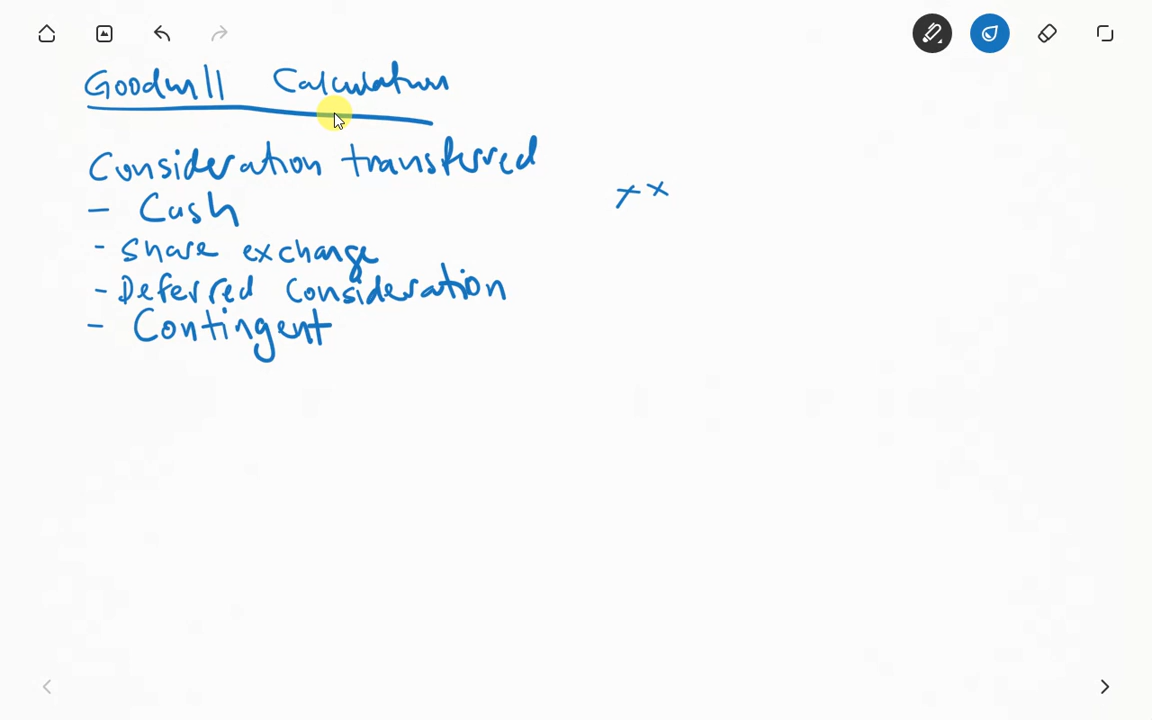 Goodwill Calculation
Consideration transferred
xx
- Cash
- Share exchange
- Deferred Consideration
- Contingent